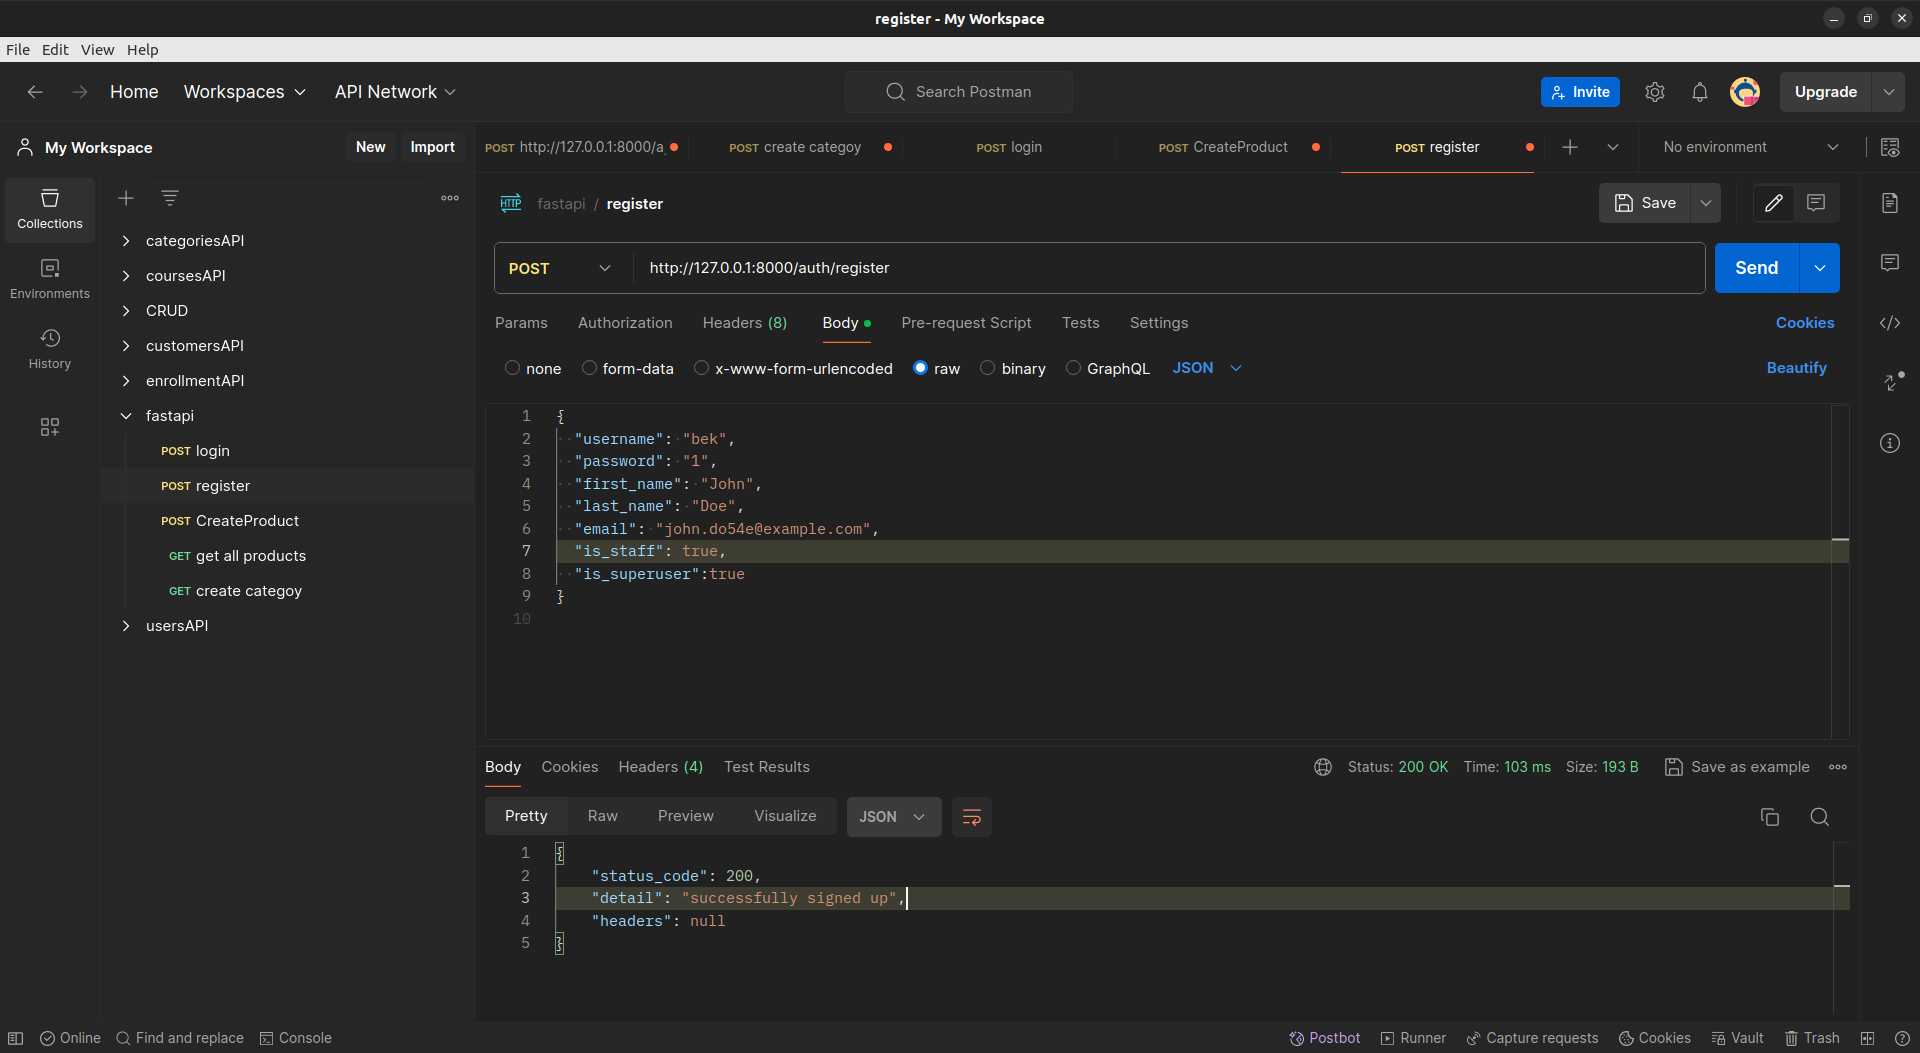 register - My Workspace
File Edit View Help
Home Workspaces API Network Search Postman Invite Upgrade
My Workspace New Import
POST http://127.0.0.1:8000/a POST create categoy POST login POST CreateProduct POST register No environment
Collections
Environments
History
categoriesAPI
coursesAPI
CRUD
customersAPI
enrollmentAPI
fastapi
POST login
POST register
POST CreateProduct
GET get all products
GET create categoy
usersAPI
HTTP fastapi / register Save
POST http://127.0.0.1:8000/auth/register Send
Params Authorization Headers (8) Body Pre-request Script Tests Settings Cookies
none form-data x-www-form-urlencoded raw binary GraphQL JSON Beautify
1 {
2 "username": "bek",
3 "password": "1",
4 "first_name": "John",
5 "last_name": "Doe",
6 "email": "john.do54e@example.com",
7 "is_staff": true,
8 "is_superuser":true
9 }
10
Body Cookies Headers (4) Test Results Status: 200 OK Time: 103 ms Size: 193 B Save as example
Pretty Raw Preview Visualize JSON
1 {
2 "status_code": 200,
3 "detail": "successfully signed up",
4 "headers": null
5 }
Online Find and replace Console Postbot Runner Capture requests Cookies Vault Trash